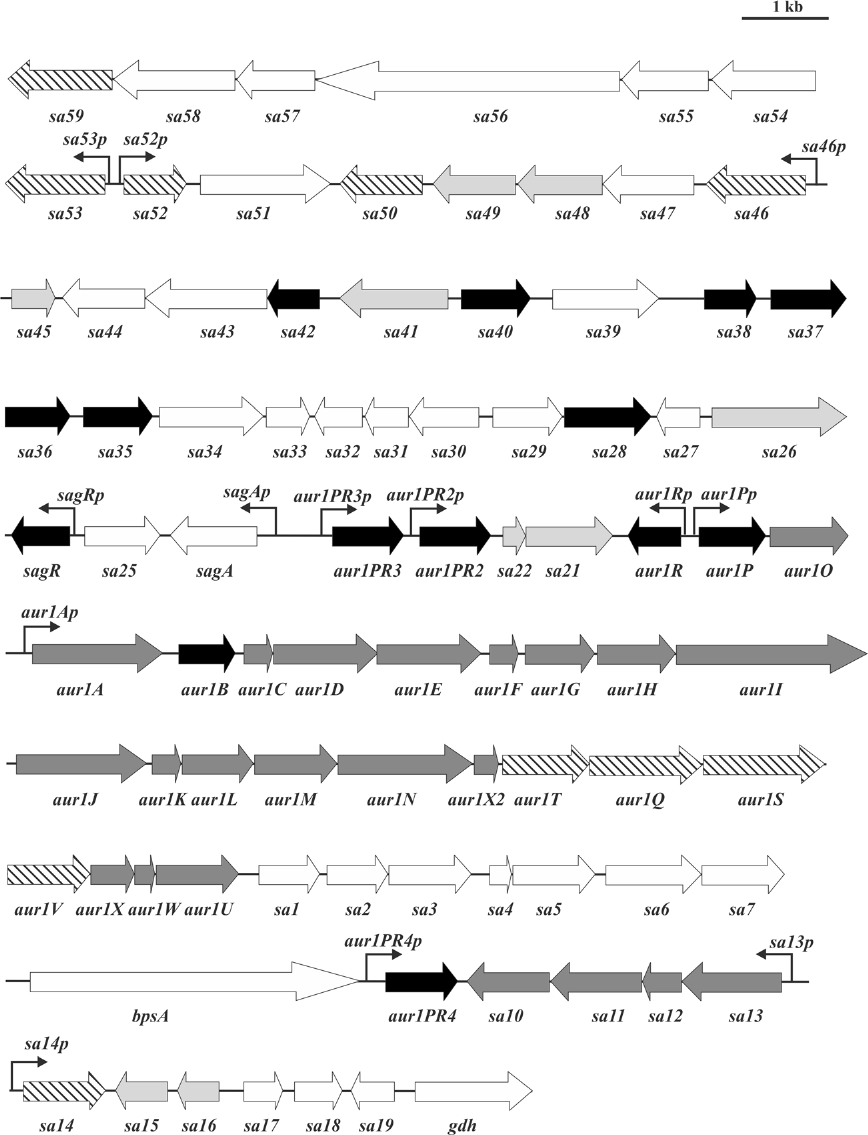 1 kb
sa59 sa58 sa57 sa56 sa55 sa54
sa53p sa52p sa46p
sa53 sa52 sa51 sa50 sa49 sa48 sa47 sa46
sa45 sa44 sa43 sa42 sa41 sa40 sa39 sa38 sa37
sa36 sa35 sa34 sa33 sa32 sa31 sa30 sa29 sa28 sa27 sa26
sagRp sagAp aur1PR3p aur1PR2p aur1Rp aur1Pp
sagR sa25 sagA aur1PR3 aur1PR2 sa22 sa21 aur1R aur1P aur1O
aur1Ap
aur1A aur1B aur1C aur1D aur1E aur1F aur1G aur1H aur1I
aur1J aur1K aur1L aur1M aur1N aur1X2 aur1T aur1Q aur1S
aur1V aur1X aur1W aur1U sa1 sa2 sa3 sa4 sa5 sa6 sa7
aur1PR4p sa13p
bpsA aur1PR4 sa10 sa11 sa12 sa13
sa14p
sa14 sa15 sa16 sa17 sa18 sa19 gdh